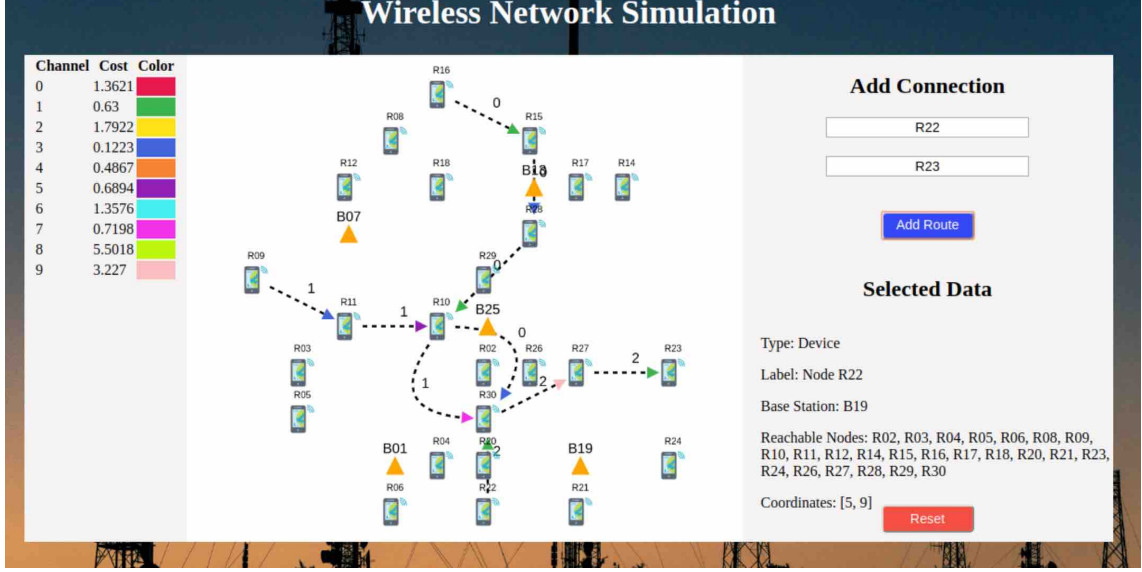 Wireless Network Simulation
Channel Cost Color
0 1.3621
1 0.63
2 1.7922
3 0.1223
4 0.4867
5 0.6894
6 1.3576
7 0.7198
8 5.5018
9 3.227
R16
0
R08
R15
R12
R18
0
R17
R14
B07
R28
R09
R29
0
1
R11
1
R10
B25
0
R03
R02
R26
R27
2
R23
1
2
R05
R30
B01
R04
R20
2
B19
R24
R06
R22
R21
Add Connection
R22
R23
Add Route
Selected Data
Type: Device
Label: Node R22
Base Station: B19
Reachable Nodes: R02, R03, R04, R05, R06, R08, R09,
R10, R11, R12, R14, R15, R16, R17, R18, R20, R21, R23,
R24, R26, R27, R28, R29, R30
Coordinates: [5, 9]
Reset